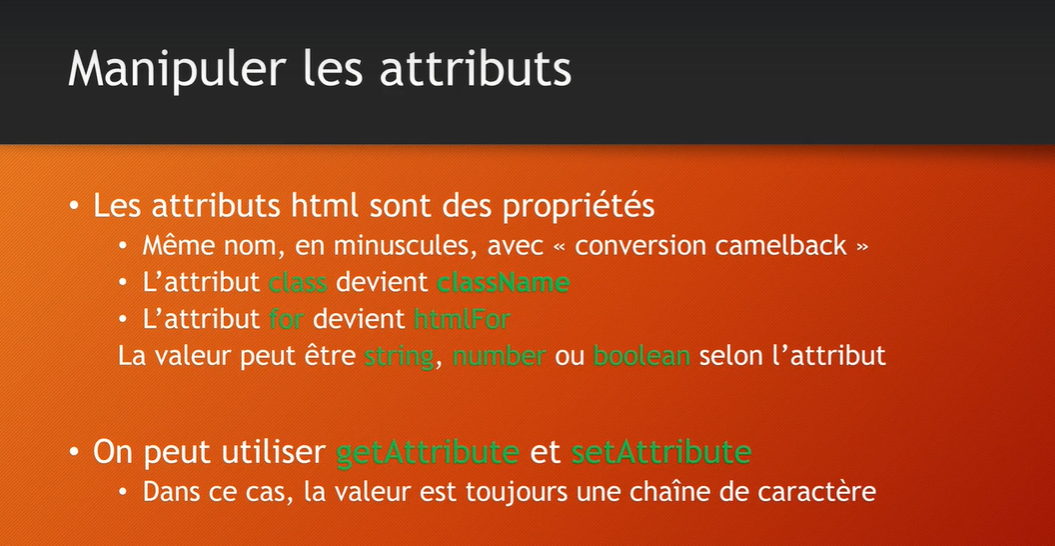 Manipuler les attributs
• Les attributs html sont des propriétés
• Même nom, en minuscules, avec « conversion camelback »
• L’attribut class devient className
• L’attribut for devient htmlFor
La valeur peut être string, number ou boolean selon l’attribut
• On peut utiliser getAttribute et setAttribute
• Dans ce cas, la valeur est toujours une chaîne de caractère